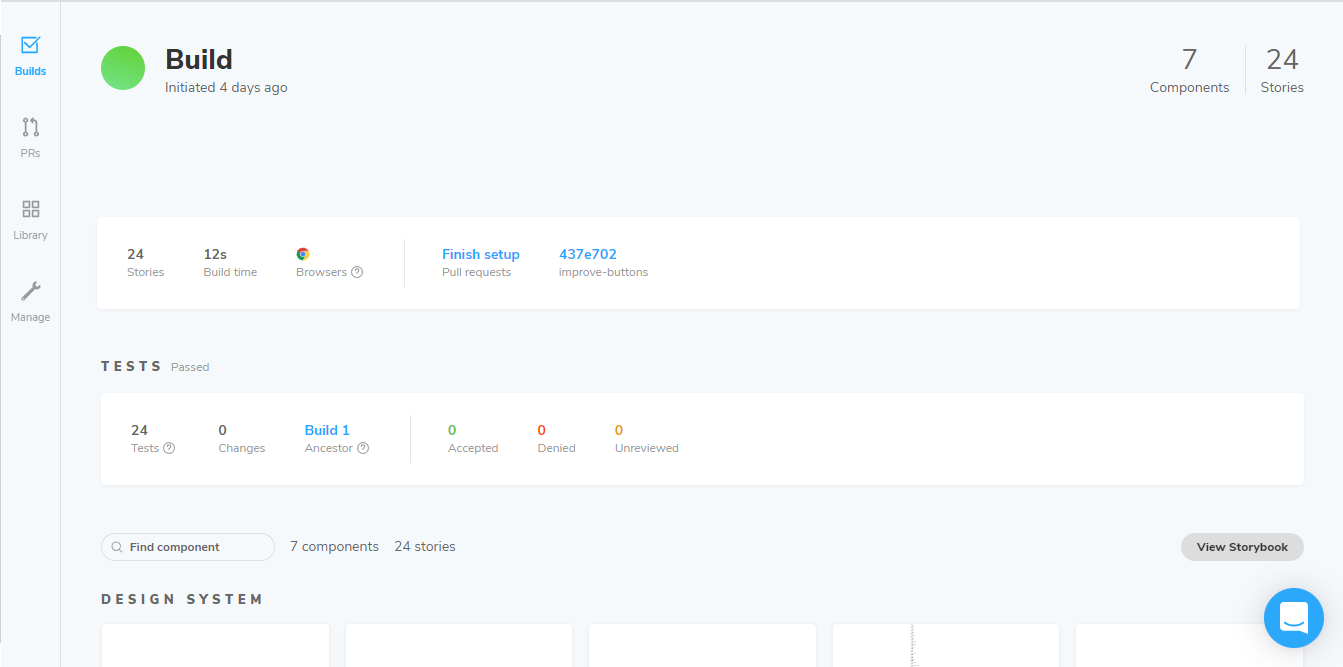 Builds
PRs
Library
Manage
Build
Initiated 4 days ago
7
Components
24
Stories
24
Stories
12s
Build time
Browsers ?
Finish setup
Pull requests
437e702
improve-buttons
TESTS Passed
24
Tests ?
0
Changes
Build 1
Ancestor ?
0
Accepted
0
Denied
0
Unreviewed
Find component
7 components
24 stories
View Storybook
DESIGN SYSTEM